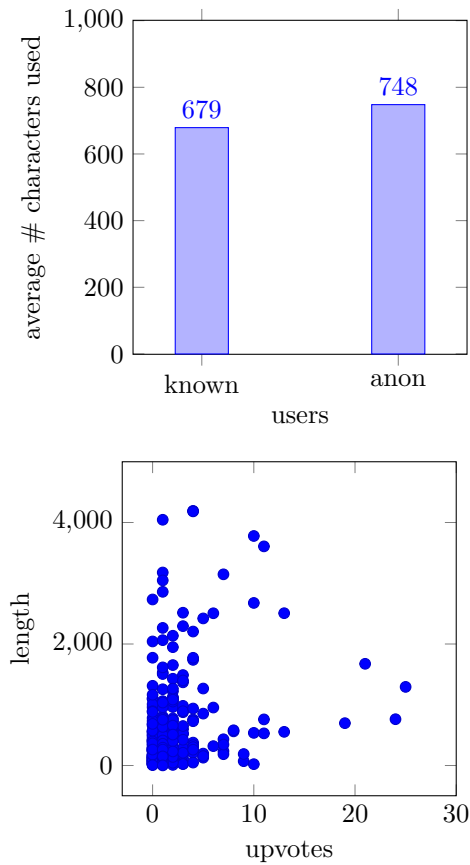 1,000
800
600
400
200
0
average # characters used
679
748
known
anon
users
4,000
2,000
0
length
0
10
20
30
upvotes